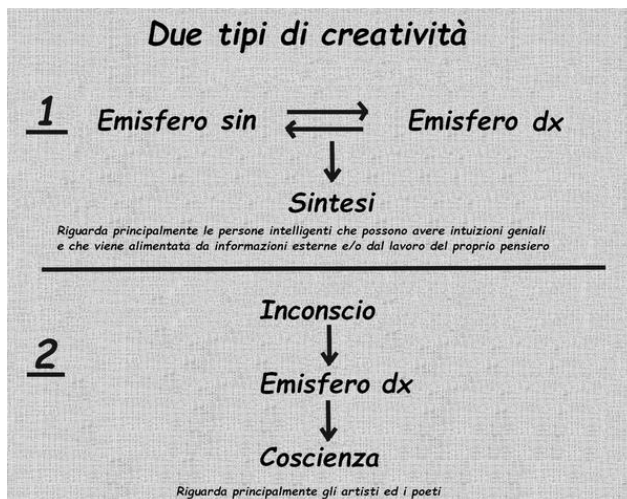 Due tipi di creatività
1 Emisfero sin Emisfero dx
Sintesi
Riguarda principalmente le persone intelligenti che possono avere intuizioni geniali
e che viene alimentata da informazioni esterne e/o dal lavoro del proprio pensiero
Inconscio
2
Emisfero dx
Coscienza
Riguarda principalmente gli artisti ed i poeti